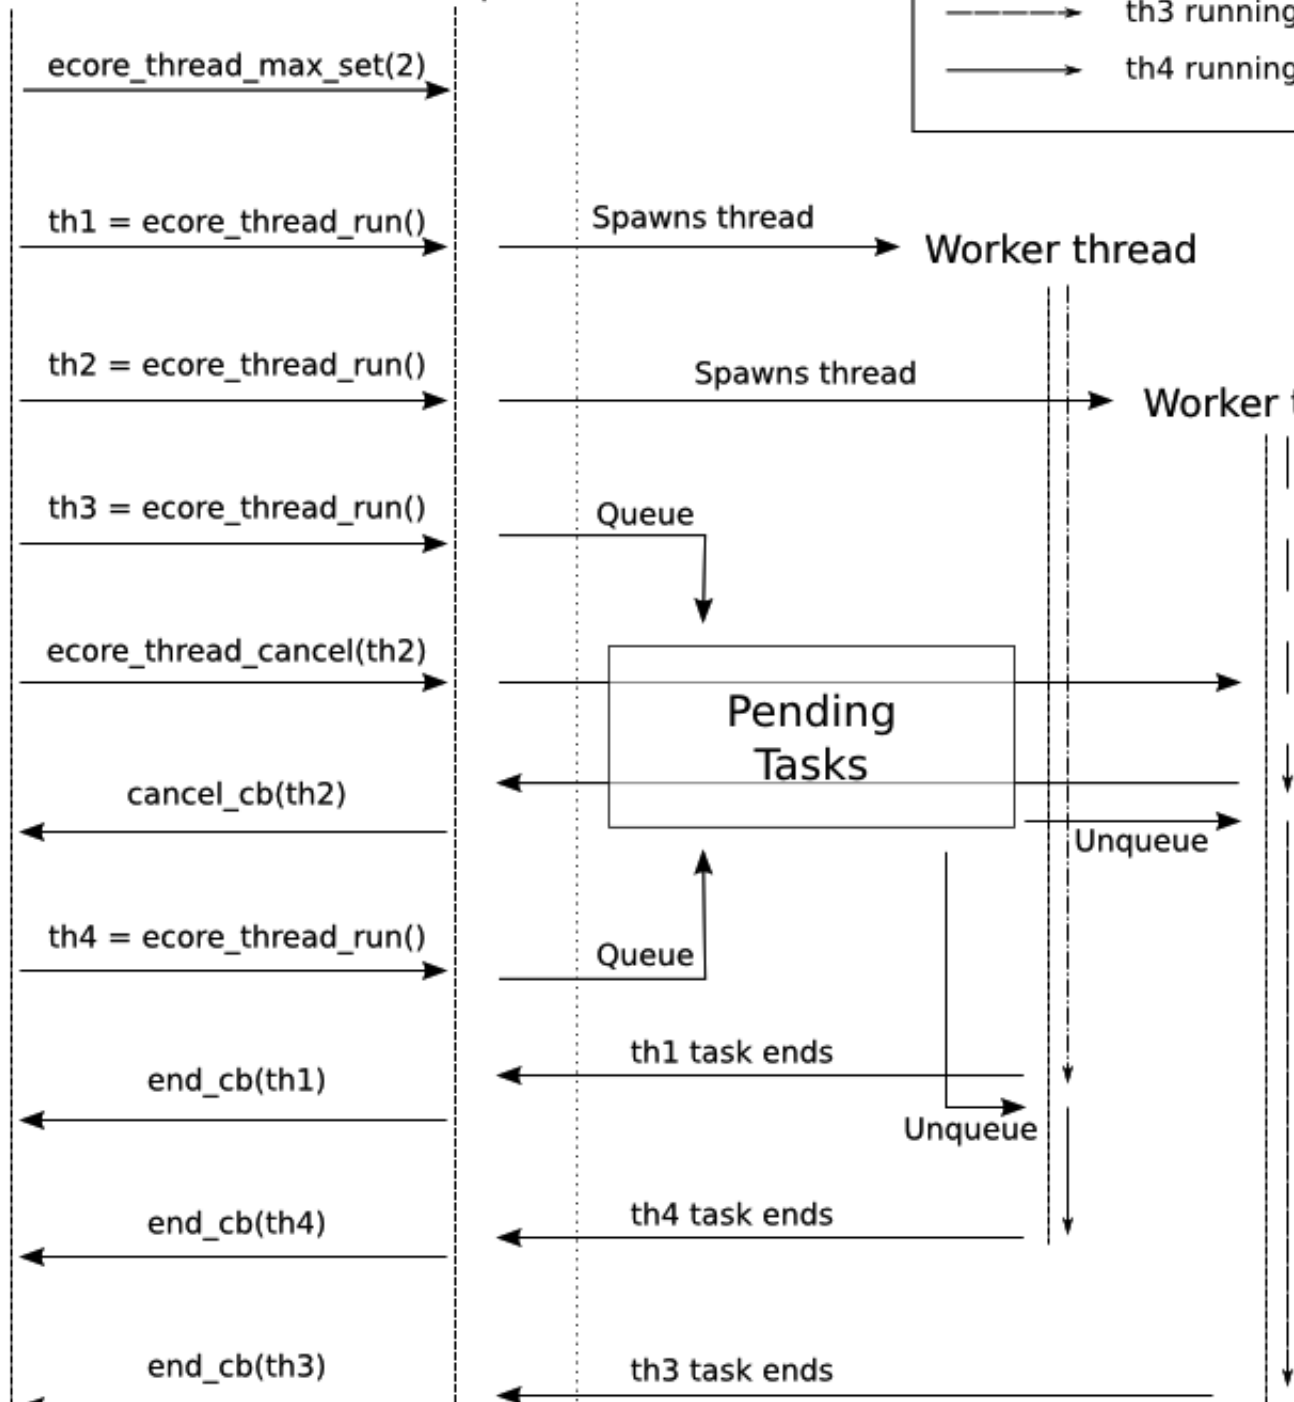 th3 running
ecore_thread_max_set(2)
th4 running
th1 = ecore_thread_run()
Spawns thread
Worker thread
th2 = ecore_thread_run()
Spawns thread
Worker
th3 = ecore_thread_run()
Queue
ecore_thread_cancel(th2)
Pending
Tasks
cancel_cb(th2)
Unqueue
th4 = ecore_thread_run()
Queue
th1 task ends
end_cb(th1)
Unqueue
end_cb(th4)
th4 task ends
end_cb(th3)
th3 task ends